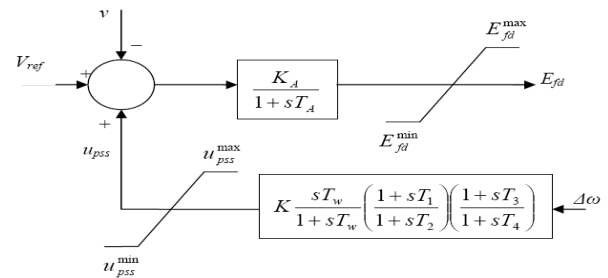 v
−
V_ref
+
+
u_pss
K_A / (1 + sT_A)
E_fd^max
E_fd
E_fd^min
u_pss^max
u_pss^min
K (sT_w / (1 + sT_w)) ((1 + sT_1) / (1 + sT_2)) ((1 + sT_3) / (1 + sT_4))
Δω